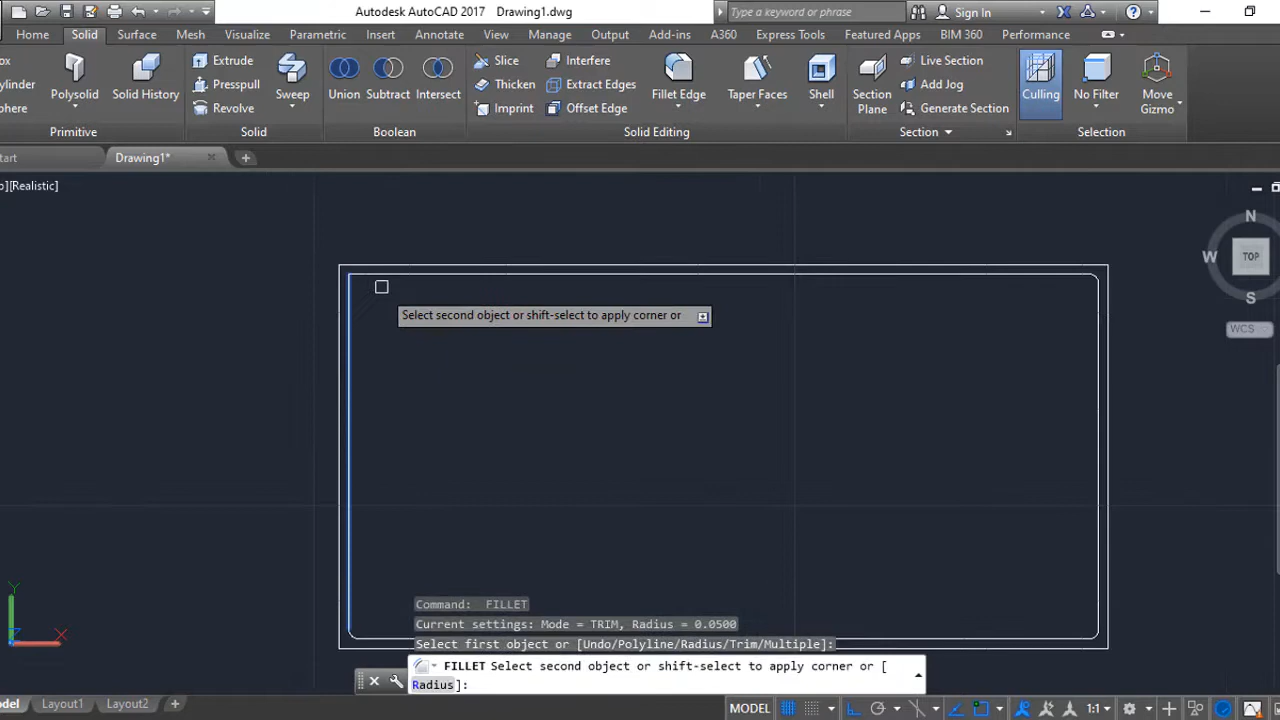 Autodesk AutoCAD 2017 Drawing1.dwg
Type a keyword or phrase
Sign In
Home Solid Surface Mesh Visualize Parametric Insert Annotate View Manage Output Add-ins A360 Express Tools Featured Apps BIM 360 Performance
ox
ylinder
phere
Polysolid
Solid History
Extrude
Presspull
Revolve
Sweep
Union
Subtract
Intersect
Slice
Thicken
Imprint
Interfere
Extract Edges
Offset Edge
Fillet Edge
Taper Faces
Shell
Section
Plane
Live Section
Add Jog
Generate Section
Culling
No Filter
Move
Gizmo
Primitive
Solid
Boolean
Solid Editing
Section
Selection
tart
Drawing1*
o][Realistic]
N
W
TOP
S
WCS
Select second object or shift-select to apply corner or
Y
X
Command: FILLET
Current settings: Mode = TRIM, Radius = 0.0500
Select first object or [Undo/Polyline/Radius/Trim/Multiple]:
FILLET Select second object or shift-select to apply corner or [
Radius]:
odel
Layout1
Layout2
MODEL
1:1